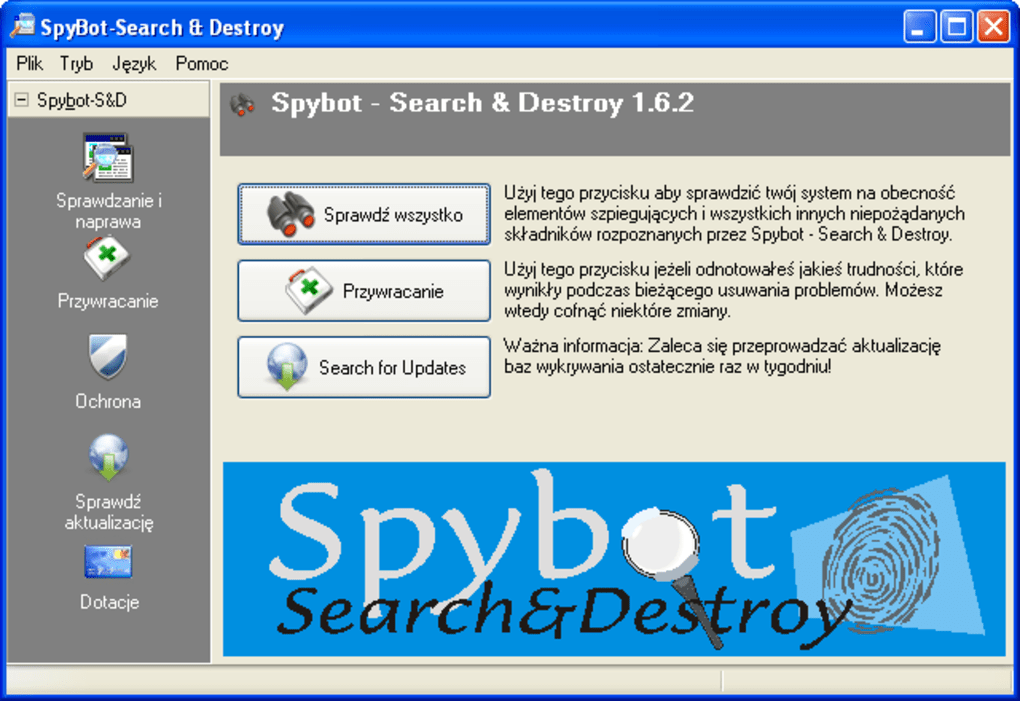 SpyBot-Search & Destroy
Plik Tryb Język Pomoc
Spybot-S&D
Sprawdzanie i
naprawa
Przywracanie
Ochrona
Sprawdź
aktualizację
Dotacje
Spybot - Search & Destroy 1.6.2
Sprawdź wszystko
Użyj tego przycisku aby sprawdzić twój system na obecność
elementów szpiegujących i wszystkich innych niepożądanych
składników rozpoznanych przez Spybot - Search & Destroy.
Przywracanie
Użyj tego przycisku jeżeli odnotowałeś jakieś trudności, które
wynikły podczas bieżącego usuwania problemów. Możesz
wtedy cofnąć niektóre zmiany.
Search for Updates
Ważna informacja: Zaleca się przeprowadzać aktualizację
baz wykrywania ostatecznie raz w tygodniu!
Spybot
Search&Destroy